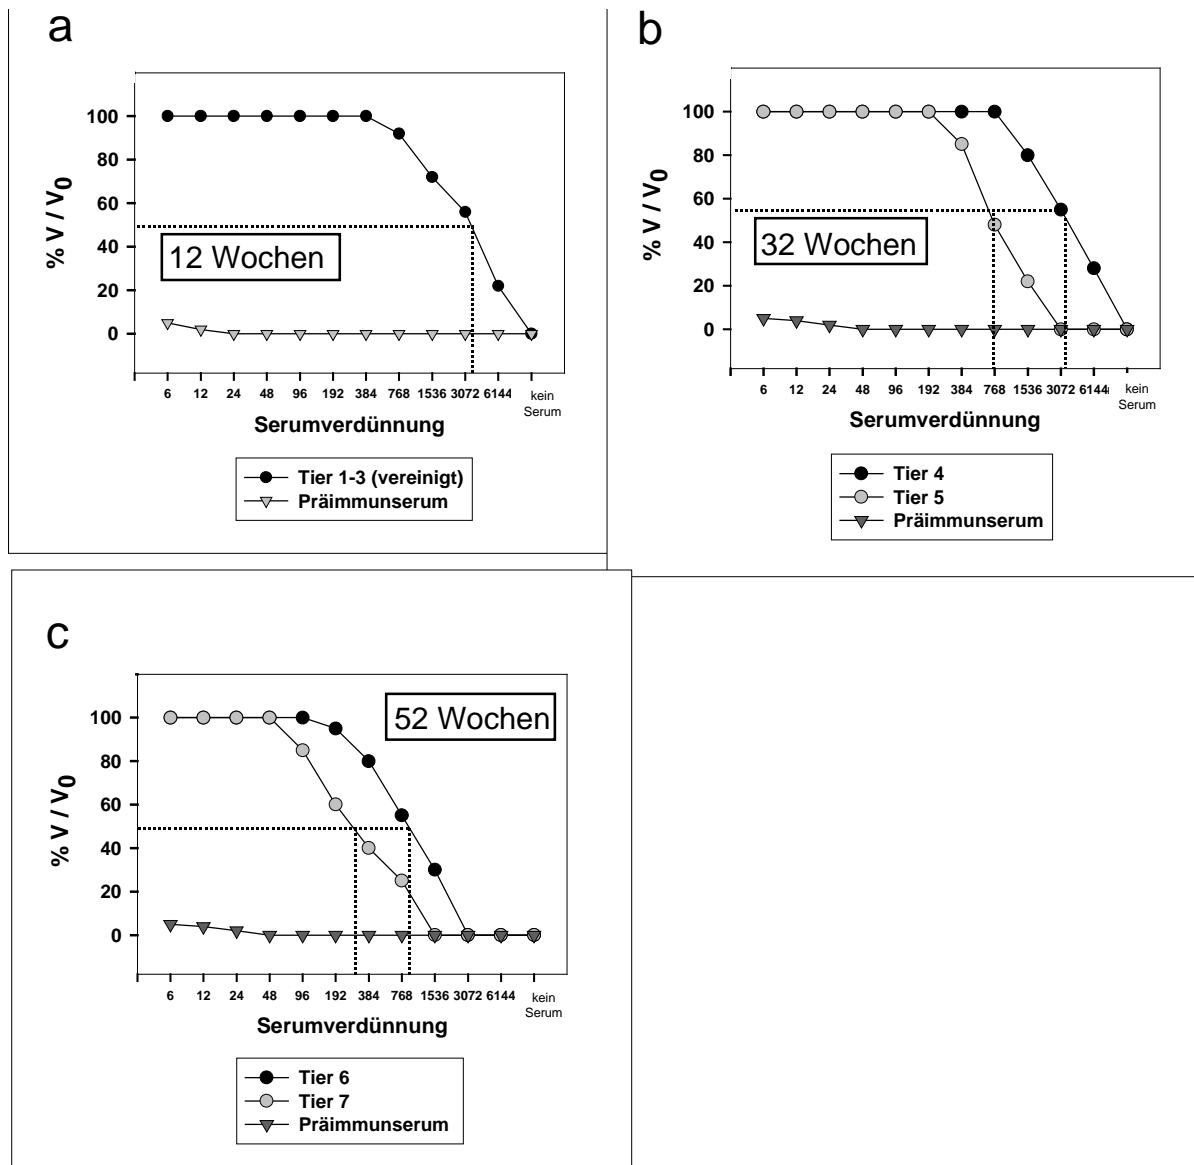 a
100
80
60
40
20
0
% V / V0
12 Wochen
6 12 24 48 96 192 384 768 1536 3072 6144 kein
Serum
Serumverdünnung
Tier 1-3 (vereinigt)
Präimmunserum
b
100
80
60
40
20
0
% V / V0
32 Wochen
6 12 24 48 96 192 384 768 1536 3072 6144 kein
Serum
Serumverdünnung
Tier 4
Tier 5
Präimmunserum
c
100
80
60
40
20
0
% V / V0
52 Wochen
6 12 24 48 96 192 384 768 1536 3072 6144 kein
Serum
Serumverdünnung
Tier 6
Tier 7
Präimmunserum